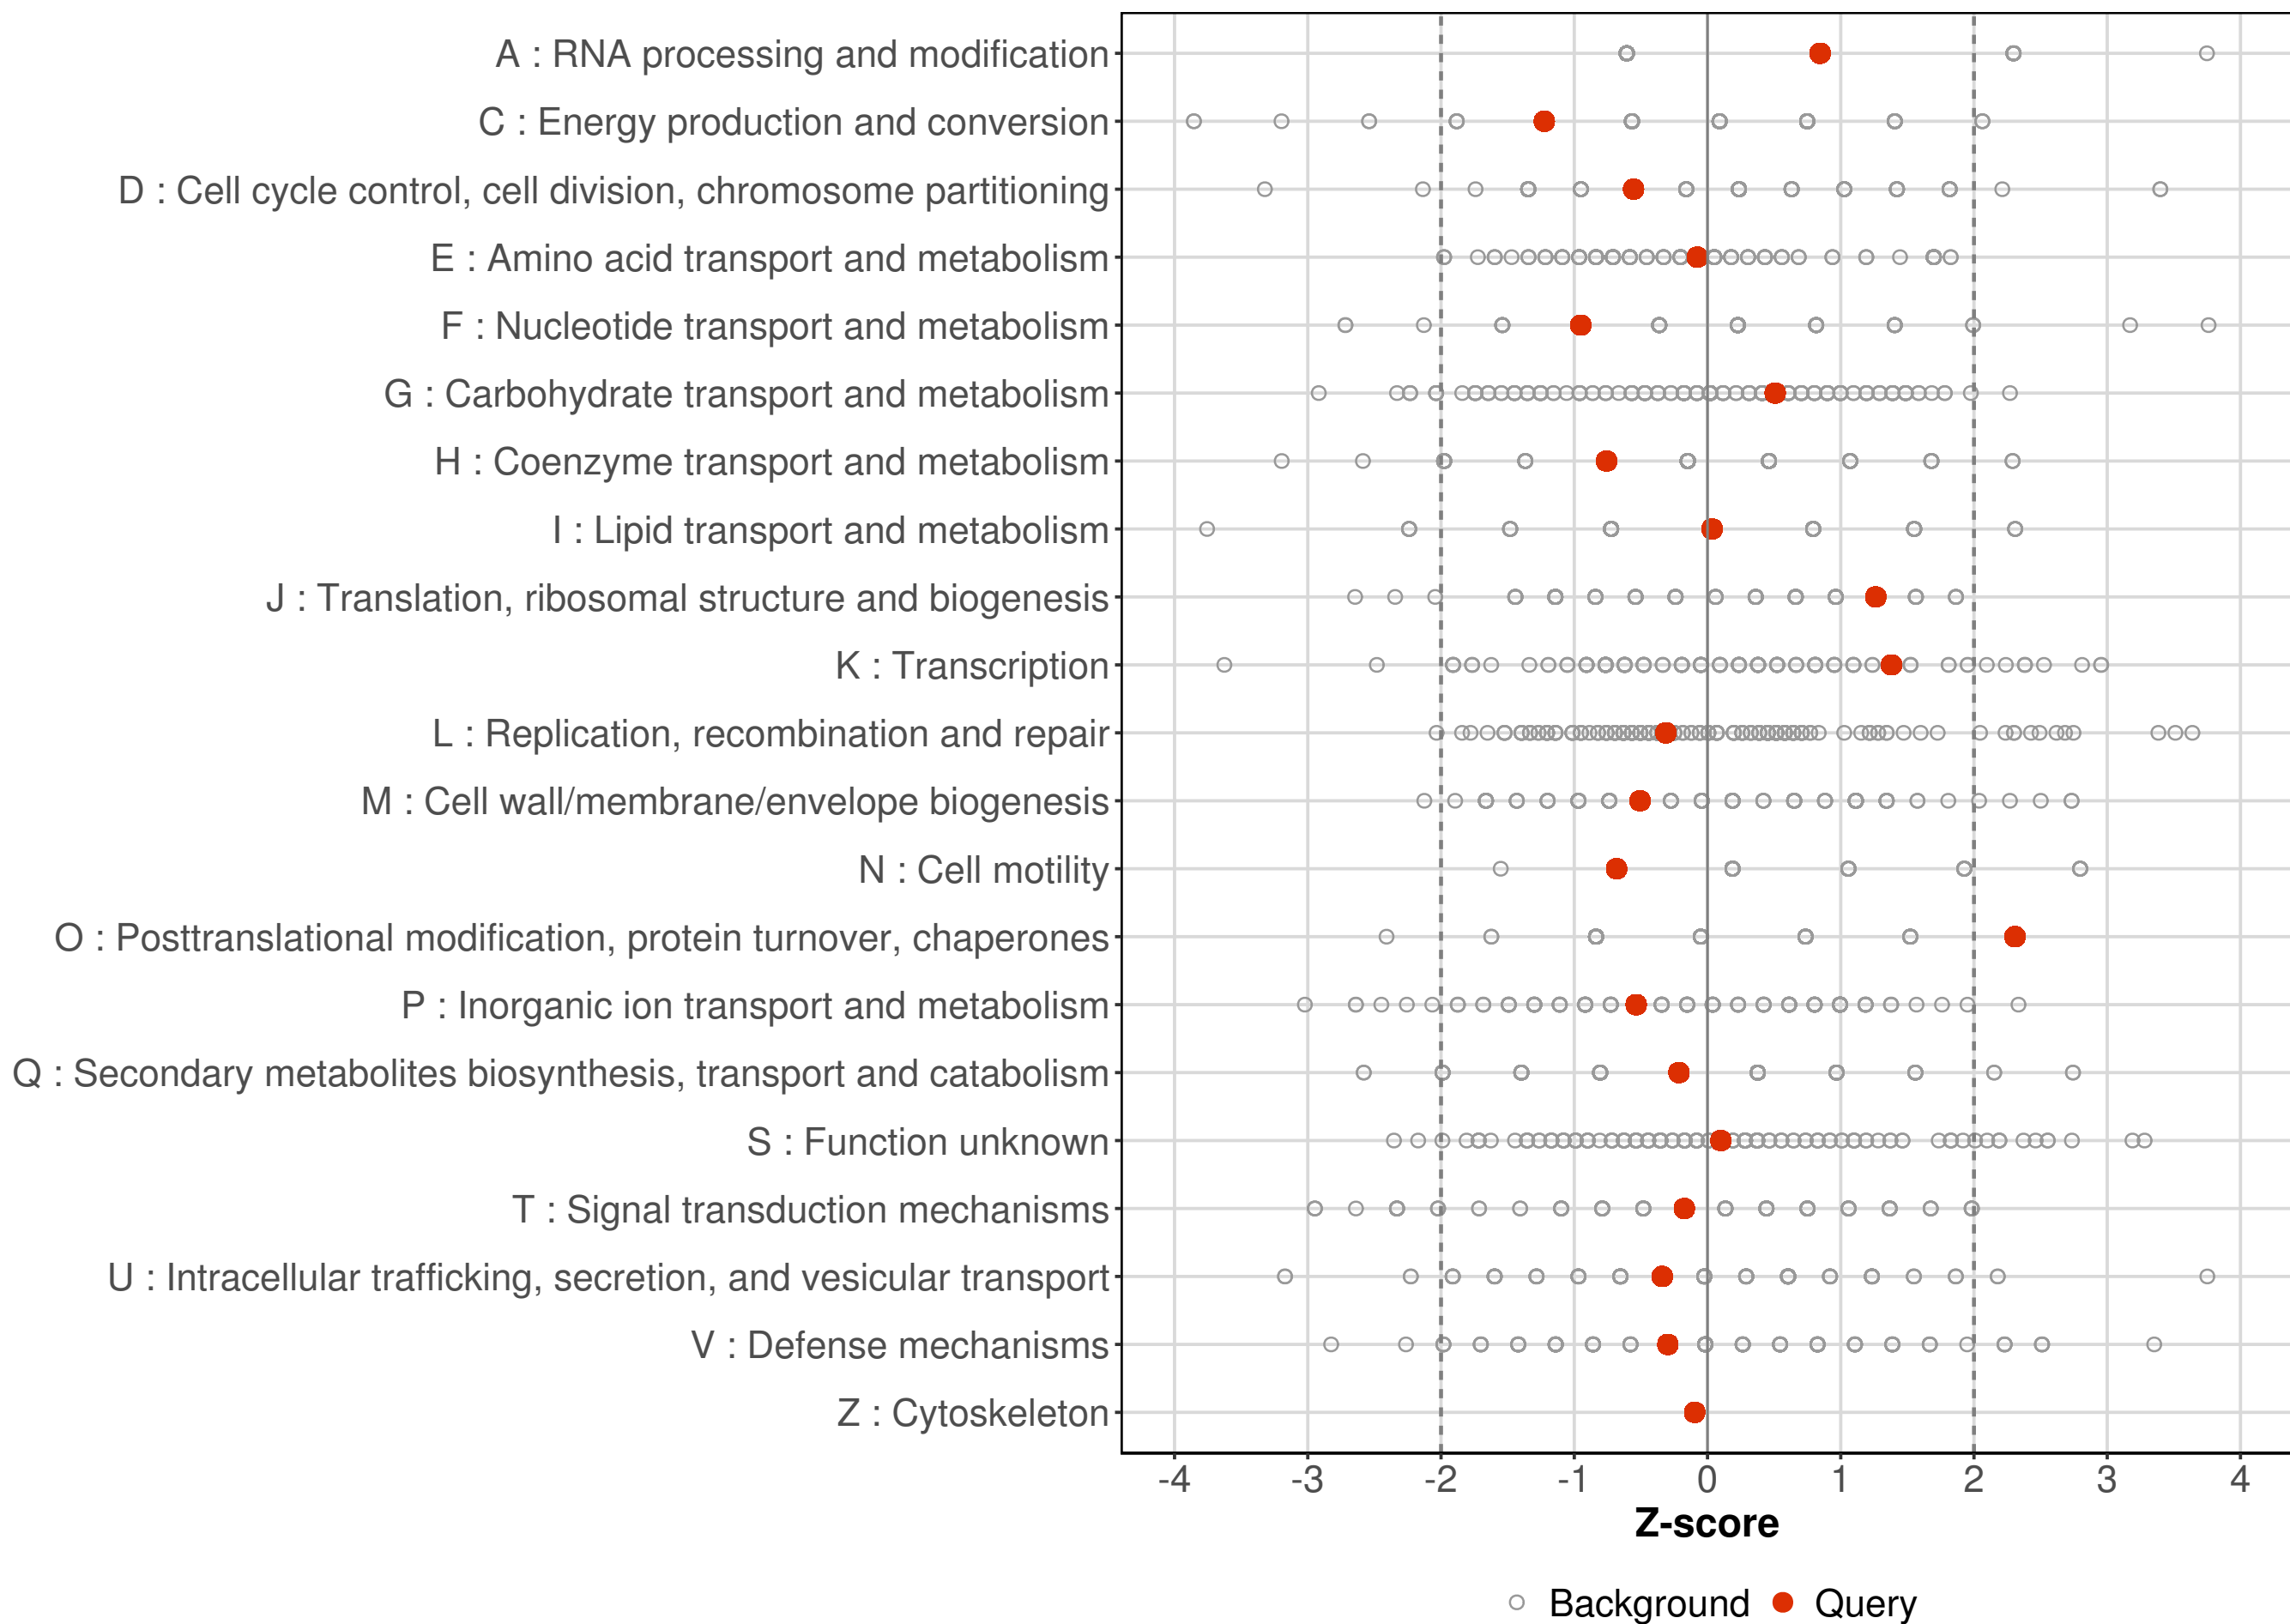 A : RNA processing and modification
C : Energy production and conversion
D : Cell cycle control, cell division, chromosome partitioning
E : Amino acid transport and metabolism
F : Nucleotide transport and metabolism
G : Carbohydrate transport and metabolism
H : Coenzyme transport and metabolism
I : Lipid transport and metabolism
J : Translation, ribosomal structure and biogenesis
K : Transcription
L : Replication, recombination and repair
M : Cell wall/membrane/envelope biogenesis
N : Cell motility
O : Posttranslational modification, protein turnover, chaperones
P : Inorganic ion transport and metabolism
Q : Secondary metabolites biosynthesis, transport and catabolism
S : Function unknown
T : Signal transduction mechanisms
U : Intracellular trafficking, secretion, and vesicular transport
V : Defense mechanisms
Z : Cytoskeleton
-4 -3 -2 -1 0 1 2 3 4
Z-score
Background Query